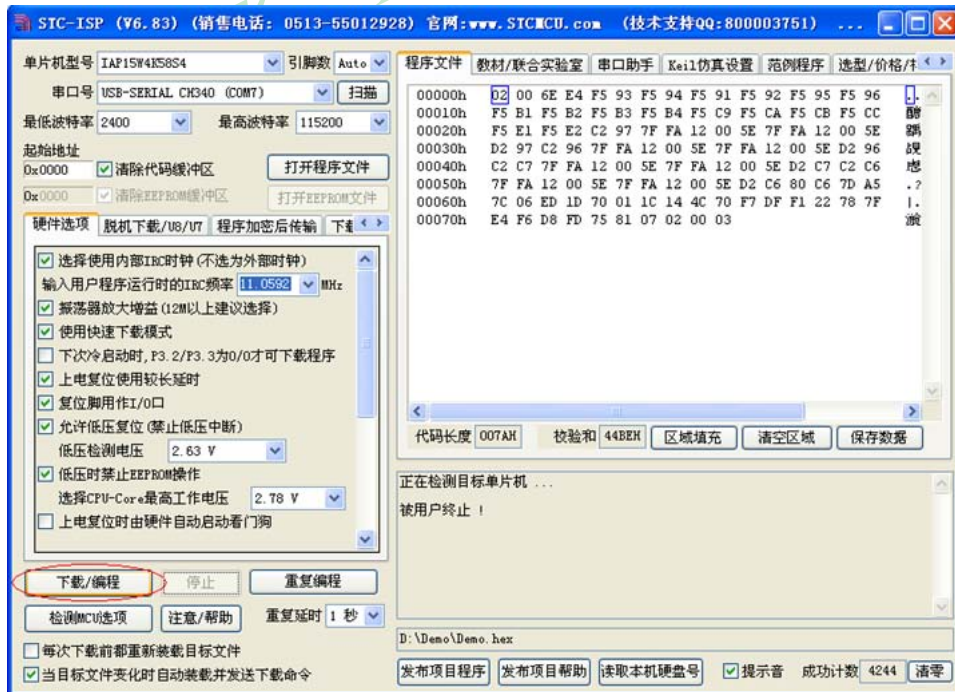 STC-ISP (V6.83) (销售电话: 0513-55012928) 官网:www.STCMCU.com (技术支持QQ:800003751) ...
单片机型号 IAP15W4K58S4 引脚数 Auto
串口号 USB-SERIAL CH340 (COM7) 扫描
最低波特率 2400 最高波特率 115200
起始地址
0x0000 清除代码缓冲区 打开程序文件
0x0000 清除EEPROM缓冲区 打开EEPROM文件
硬件选项 脱机下载/U8/U7 程序加密后传输
选择使用内部IRC时钟(不选为外部时钟)
输入用户程序运行时的IRC频率 11.0592 MHz
振荡器放大增益(12M以上建议选择)
使用快速下载模式
下次冷启动时,P3.2/P3.3为0/0才可下载程序
上电复位使用较长延时
复位脚用作I/O口
允许低压复位(禁止低压中断)
低压检测电压 2.63 V
低压时禁止EEPROM操作
选择CPU-Core最高工作电压 2.78 V
上电复位时由硬件自动启动看门狗
下载/编程 停止 重复编程
检测MCU选项 注意/帮助 重复延时 1 秒
每次下载前都重新装载目标文件
当目标文件变化时自动装载并发送下载命令
程序文件 教材/联合实验室 串口助手 Keil仿真设置 范例程序 选型/价格/
00000h 02 00 6E E4 F5 93 F5 94 F5 91 F5 92 F5 95 F5 96
00010h F5 B1 F5 B2 F5 B3 F5 B4 F5 C9 F5 CA F5 CB F5 CC
00020h F5 E1 F5 E2 C2 97 7F FA 12 00 5E 7F FA 12 00 5E
00030h D2 97 C2 96 7F FA 12 00 5E 7F FA 12 00 5E D2 96
00040h C2 C7 7F FA 12 00 5E 7F FA 12 00 5E D2 C7 C2 C6
00050h 7F FA 12 00 5E 7F FA 12 00 5E D2 C6 80 C6 7D A5 .?
00060h 7C 06 ED 1D 70 01 1C 14 4C 70 F7 DF F1 22 78 7F |.
00070h E4 F6 D8 FD 75 81 07 02 00 03
代码长度 007AH 校验和 44BEH 区域填充 清空区域 保存数据
正在检测目标单片机 ...
被用户终止 !
D:\Demo\Demo.hex
发布项目程序 发布项目帮助 读取本机硬盘号 提示音 成功计数 4244 清零